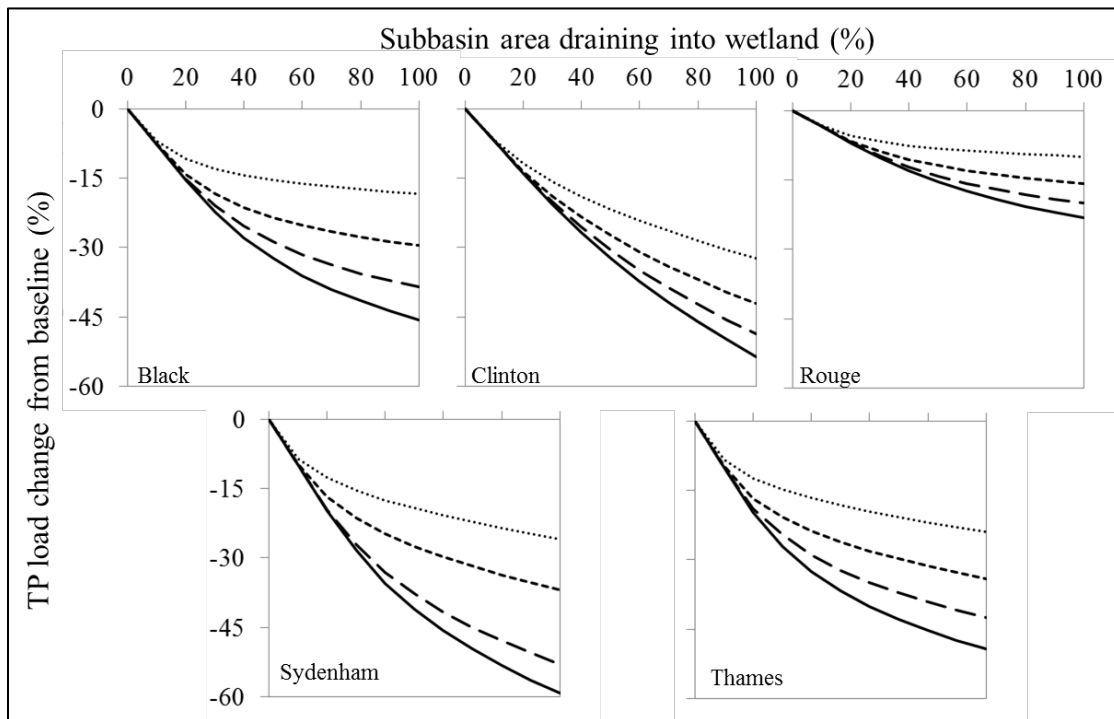 Subbasin area draining into wetland (%)
0 20 40 60 80 100
0 20 40 60 80 100
0 20 40 60 80 100
TP load change from baseline (%)
0
-15
-30
-45
-60
Black
Clinton
Rouge
0
-15
-30
-45
-60
Sydenham
Thames